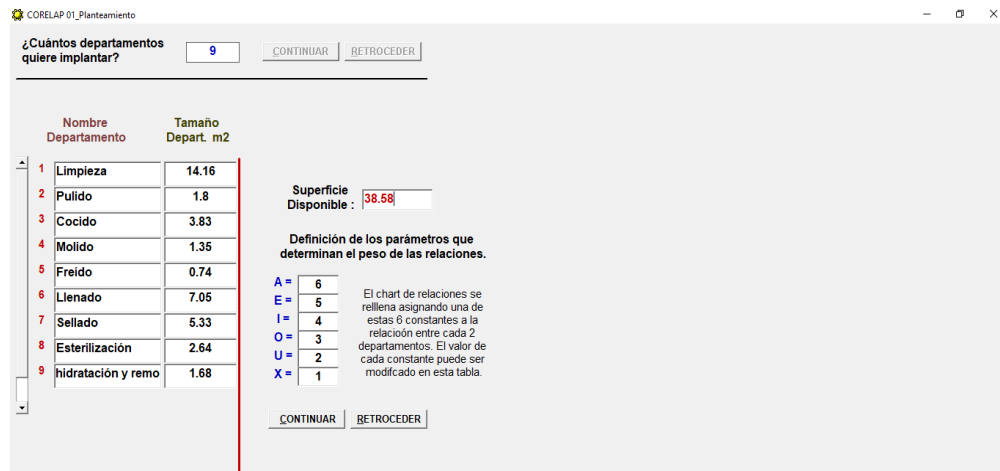 CORELAP 01_Planteamiento
¿Cuántos departamentos
quiere implantar?
9
CONTINUAR
RETROCEDER
Nombre
Departamento
Tamaño
Depart. m2
1 Limpieza 14.16
2 Pulido 1.8
3 Cocido 3.83
4 Molido 1.35
5 Freído 0.74
6 Llenado 7.05
7 Sellado 5.33
8 Esterilización 2.64
9 hidratación y remo 1.68
Superficie
Disponible : 38.58
Definición de los parámetros que
determinan el peso de las relaciones.
A = 6
E = 5
I = 4
O = 3
U = 2
X = 1
El chart de relaciones se
relllena asignando una de
estas 6 constantes a la
relacioón entre cada 2
departamentos. El valor de
cada constante puede ser
modifcado en esta tabla.
CONTINUAR
RETROCEDER